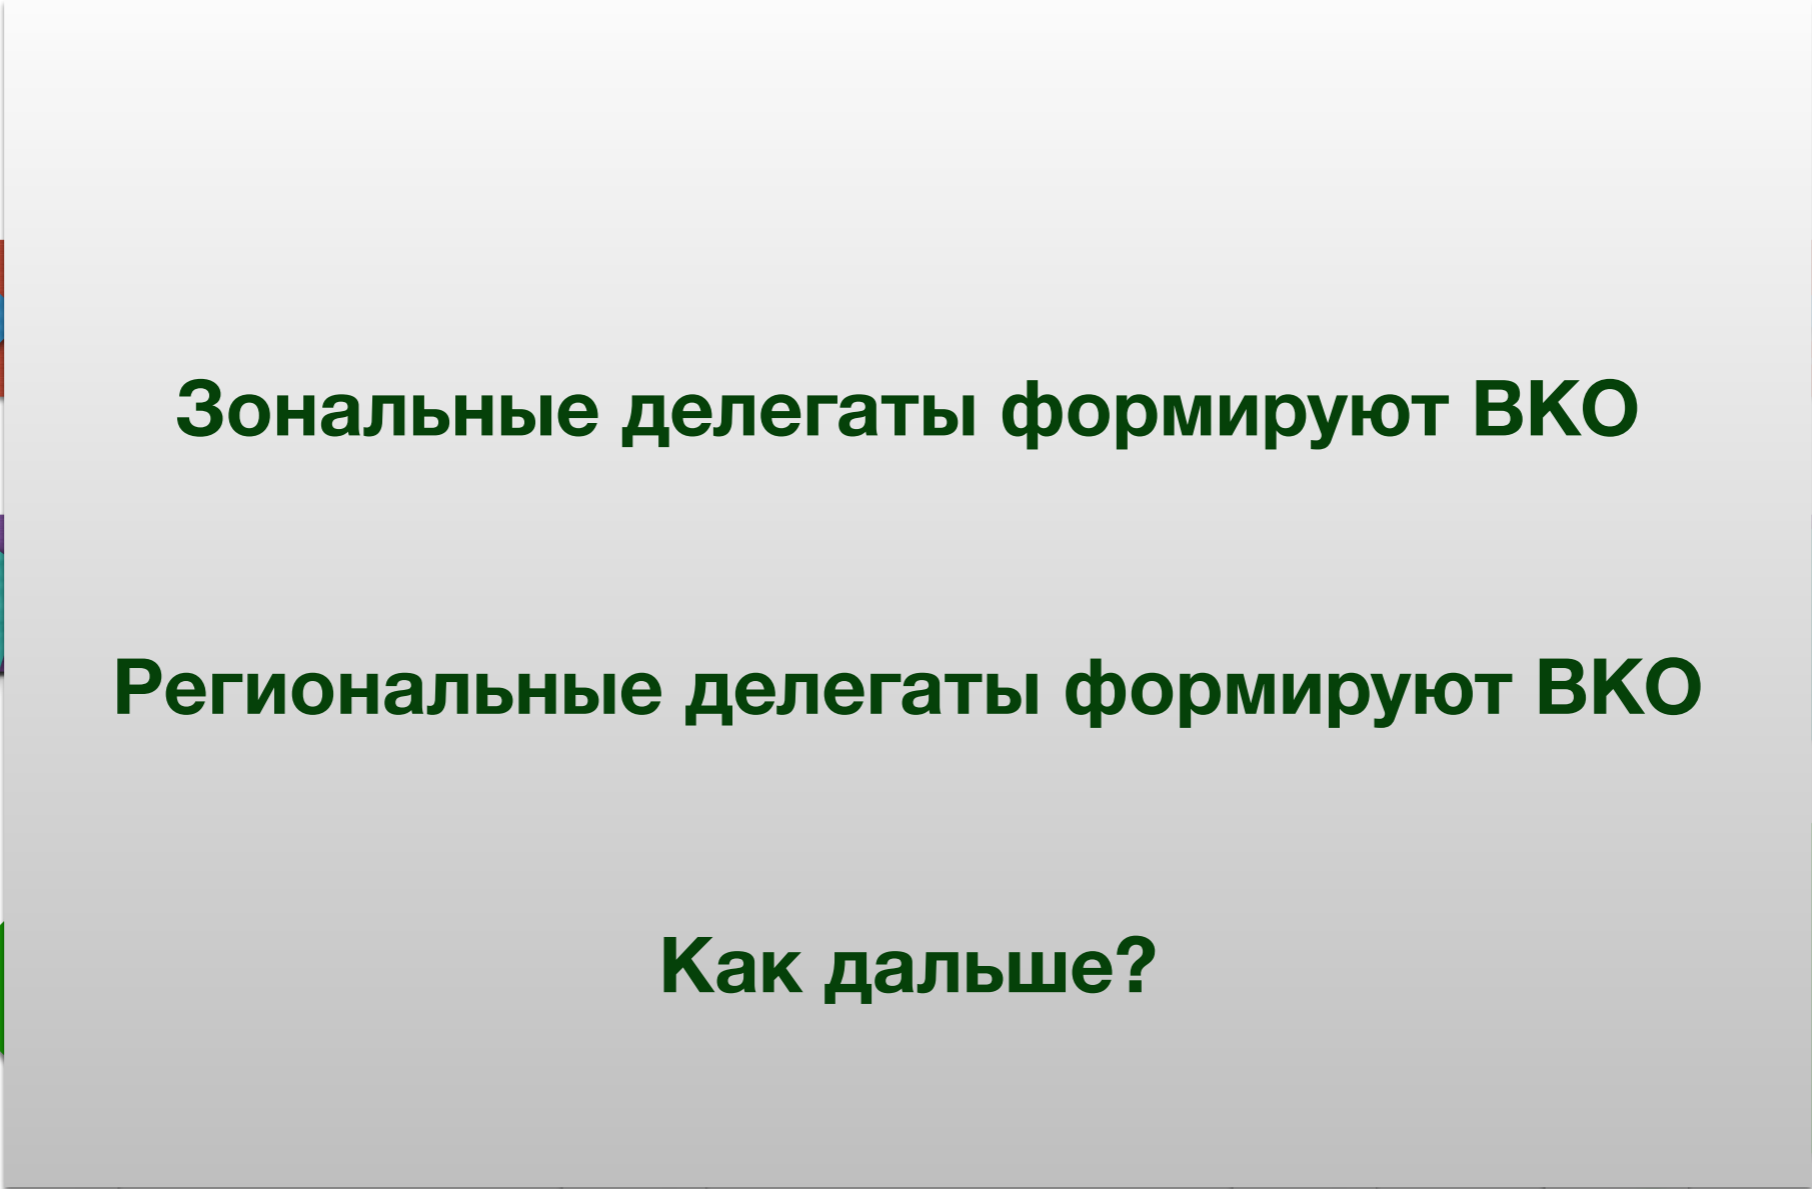 Зональные делегаты формируют ВКО
Региональные делегаты формируют ВКО
Как дальше?